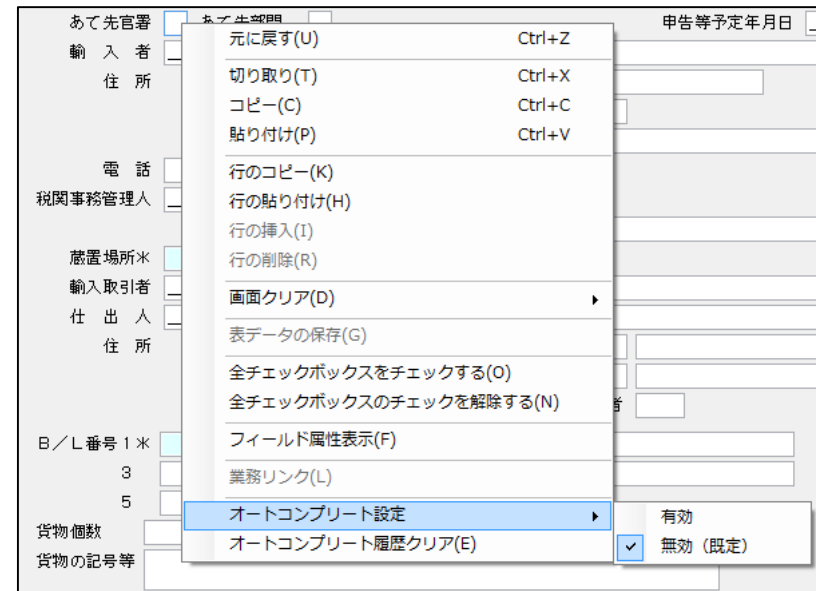 あて先官署 あて先部門 申告等予定年月日
輸 入 者
住 所
電 話
税関事務管理人
蔵置場所※
輸入取引者
仕 出 人
住 所
者
B/L番号1※
3
5
貨物個数
貨物の記号等
元に戻す(U) Ctrl+Z
切り取り(T) Ctrl+X
コピー(C) Ctrl+C
貼り付け(P) Ctrl+V
行のコピー(K)
行の貼り付け(H)
行の挿入(I)
行の削除(R)
画面クリア(D)
表データの保存(G)
全チェックボックスをチェックする(O)
全チェックボックスのチェックを解除する(N)
フィールド属性表示(F)
業務リンク(L)
オートコンプリート設定
オートコンプリート履歴クリア(E)
有効
無効（既定）